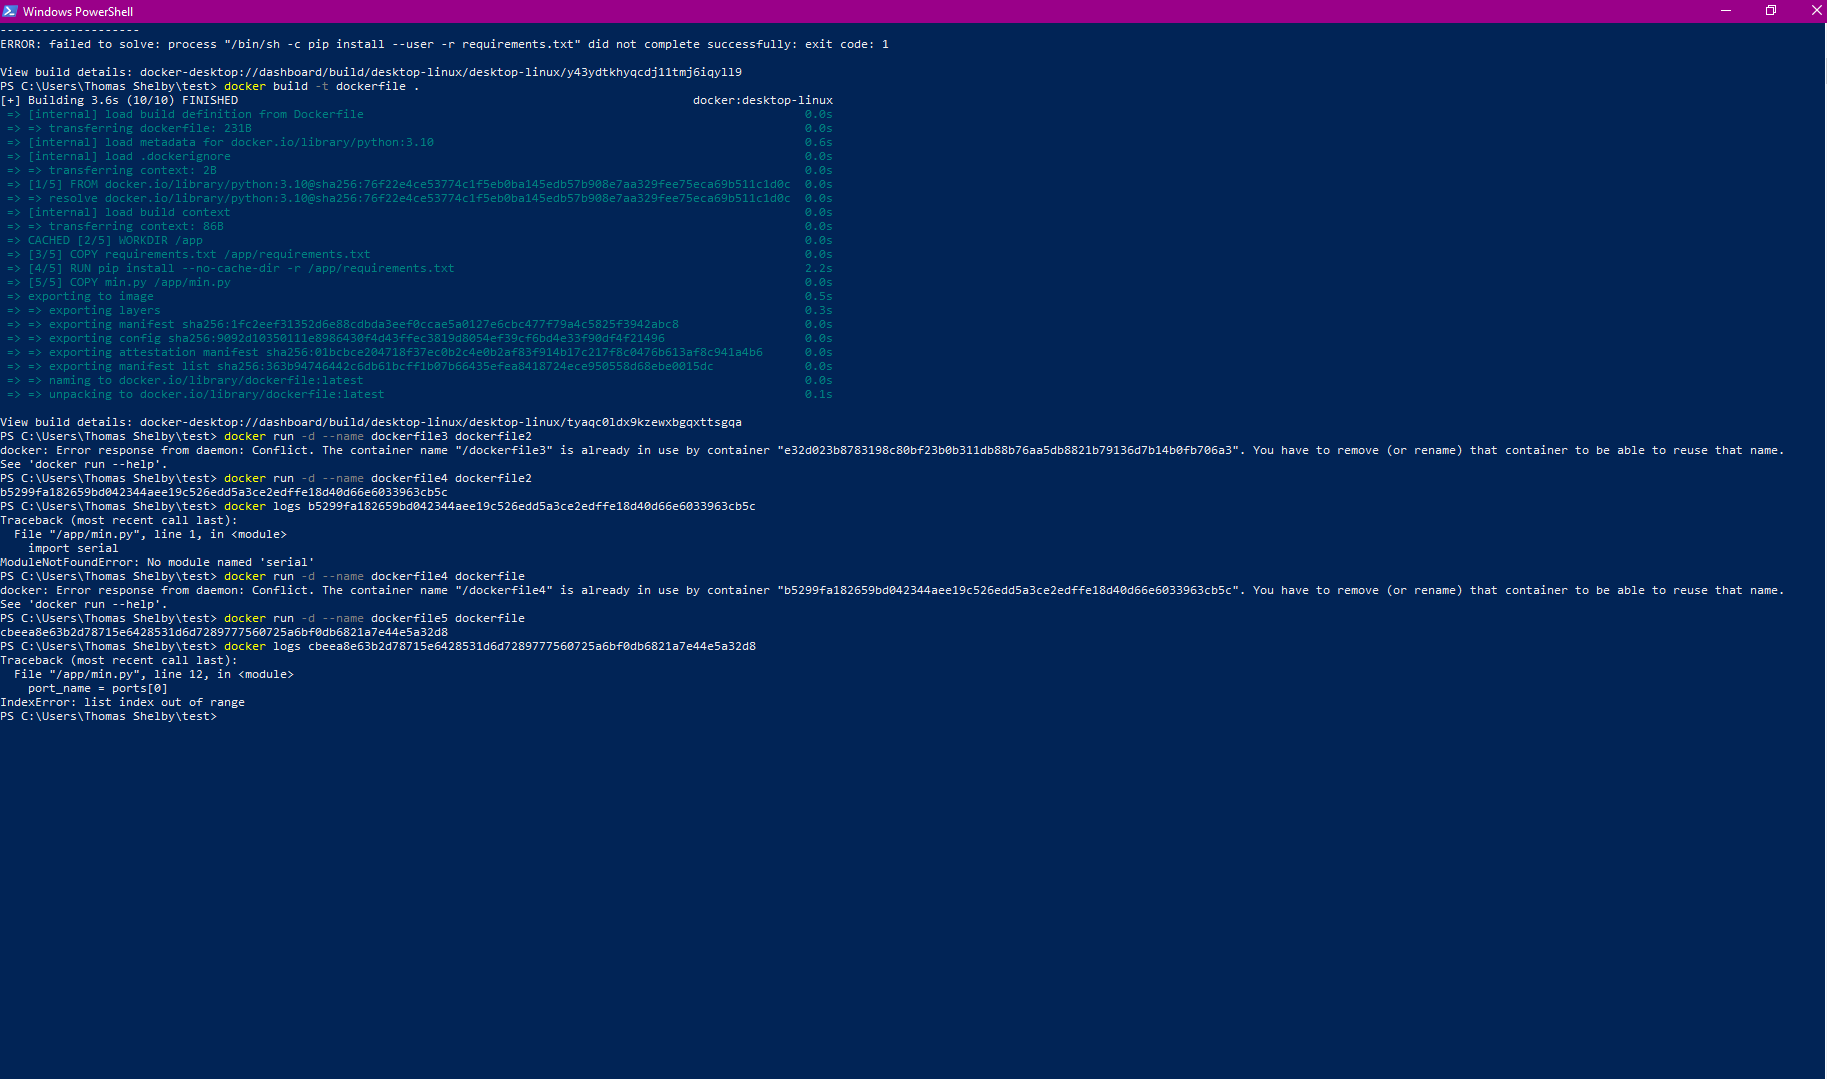 Windows PowerShell
--------------------
ERROR: failed to solve: process "/bin/sh -c pip install --user -r requirements.txt" did not complete successfully: exit code: 1
View build details: docker-desktop://dashboard/build/desktop-linux/desktop-linux/y43ydtkhyqcdj11tmj6iqyll9
PS C:\Users\Thomas Shelby\test> docker build -t dockerfile .
[+] Building 3.6s (10/10) FINISHED docker:desktop-linux
=> [internal] load build definition from Dockerfile 0.0s
=> => transferring dockerfile: 231B 0.0s
=> [internal] load metadata for docker.io/library/python:3.10 0.6s
=> [internal] load .dockerignore 0.0s
=> => transferring context: 2B 0.0s
=> [1/5] FROM docker.io/library/python:3.10@sha256:76f22e4ce53774c1f5eb0ba145edb57b908e7aa329fee75eca69b511c1d0c 0.0s
=> => resolve docker.io/library/python:3.10@sha256:76f22e4ce53774c1f5eb0ba145edb57b908e7aa329fee75eca69b511c1d0c 0.0s
=> [internal] load build context 0.0s
=> => transferring context: 86B 0.0s
=> CACHED [2/5] WORKDIR /app 0.0s
=> [3/5] COPY requirements.txt /app/requirements.txt 0.0s
=> [4/5] RUN pip install --no-cache-dir -r /app/requirements.txt 2.2s
=> [5/5] COPY min.py /app/min.py 0.0s
=> exporting to image 0.5s
=> => exporting layers 0.3s
=> => exporting manifest sha256:1fc2eef31352d6e88cdbda3eef0ccae5a0127e6cbc477f79a4c5825f3942abc8 0.0s
=> => exporting config sha256:9092d10350111e8986430f4d43ffec3819d8054ef39cf6bd4e33f90df4f21496 0.0s
=> => exporting attestation manifest sha256:01bcbce204718f37ec0b2c4e0b2af83f914b17c217f8c0476b613af8c941a4b6 0.0s
=> => exporting manifest list sha256:363b94746442c6db61bcff1b07b66435efea8418724ece950558d68ebe0015dc 0.0s
=> => naming to docker.io/library/dockerfile:latest 0.0s
=> => unpacking to docker.io/library/dockerfile:latest 0.1s
View build details: docker-desktop://dashboard/build/desktop-linux/desktop-linux/tyaqc0ldx9kzewxbgqxttsgqa
PS C:\Users\Thomas Shelby\test> docker run -d --name dockerfile3 dockerfile2
docker: Error response from daemon: Conflict. The container name "/dockerfile3" is already in use by container "e32d023b8783198c80bf23b0b311db88b76aa5db8821b79136d7b14b0fb706a3". You have to remove (or rename) that container to be able to reuse that name.
See 'docker run --help'.
PS C:\Users\Thomas Shelby\test> docker run -d --name dockerfile4 dockerfile2
b5299fa182659bd042344aee19c526edd5a3ce2edffe18d40d66e6033963cb5c
PS C:\Users\Thomas Shelby\test> docker logs b5299fa182659bd042344aee19c526edd5a3ce2edffe18d40d66e6033963cb5c
Traceback (most recent call last):
File "/app/min.py", line 1, in <module>
import serial
ModuleNotFoundError: No module named 'serial'
PS C:\Users\Thomas Shelby\test> docker run -d --name dockerfile4 dockerfile
docker: Error response from daemon: Conflict. The container name "/dockerfile4" is already in use by container "b5299fa182659bd042344aee19c526edd5a3ce2edffe18d40d66e6033963cb5c". You have to remove (or rename) that container to be able to reuse that name.
See 'docker run --help'.
PS C:\Users\Thomas Shelby\test> docker run -d --name dockerfile5 dockerfile
cbeea8e63b2d78715e6428531d6d7289777560725a6bf0db6821a7e44e5a32d8
PS C:\Users\Thomas Shelby\test> docker logs cbeea8e63b2d78715e6428531d6d7289777560725a6bf0db6821a7e44e5a32d8
Traceback (most recent call last):
File "/app/min.py", line 12, in <module>
port_name = ports[0]
IndexError: list index out of range
PS C:\Users\Thomas Shelby\test>